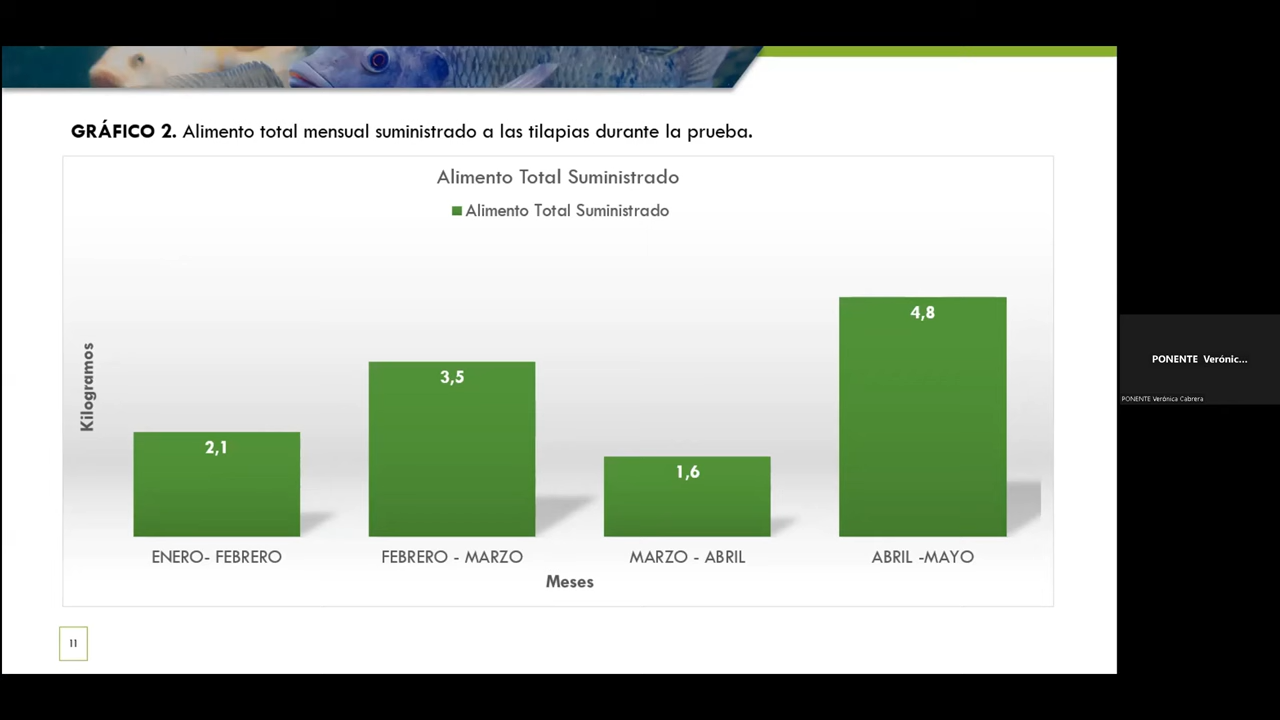 GRÁFICO 2. Alimento total mensual suministrado a las tilapias durante la prueba.
Alimento Total Suministrado
Alimento Total Suministrado
Kilogramos
2,1
3,5
1,6
4,8
ENERO- FEBRERO
FEBRERO - MARZO
MARZO - ABRIL
ABRIL -MAYO
Meses
11
PONENTE Verónic...
PONENTE Verónica Cabrera